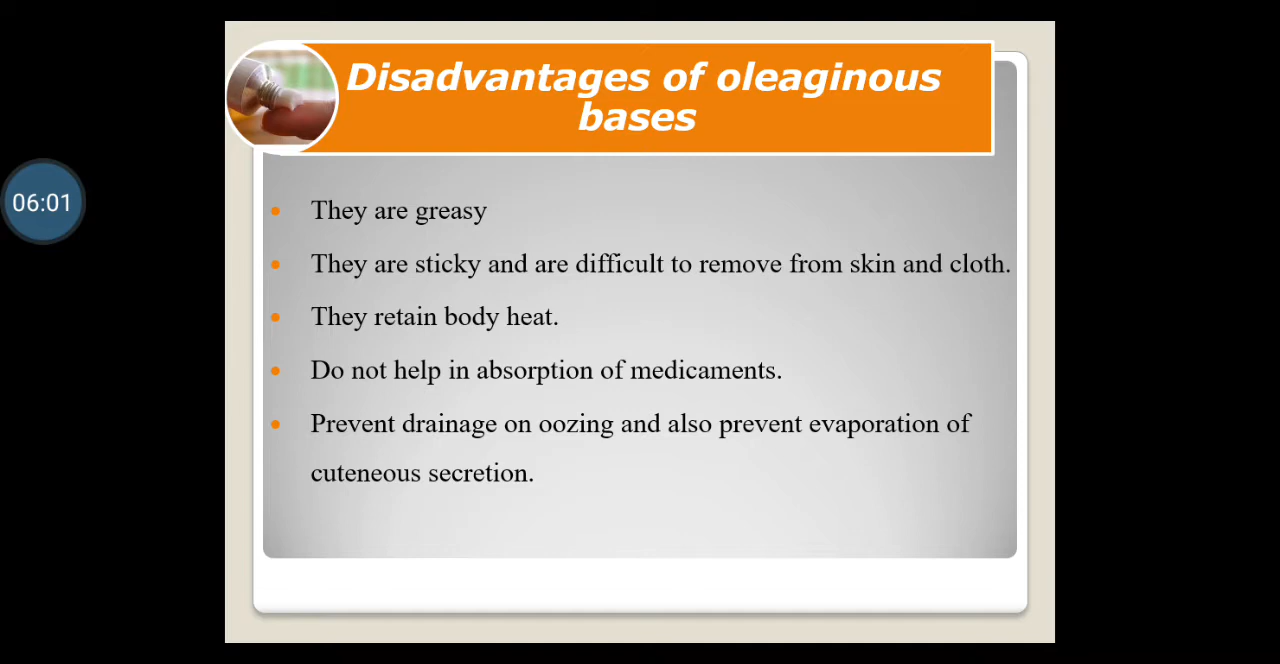 Disadvantages of oleaginous
bases
06:01
They are greasy
They are sticky and are difficult to remove from skin and cloth.
They retain body heat.
Do not help in absorption of medicaments.
Prevent drainage on oozing and also prevent evaporation of
cuteneous secretion.